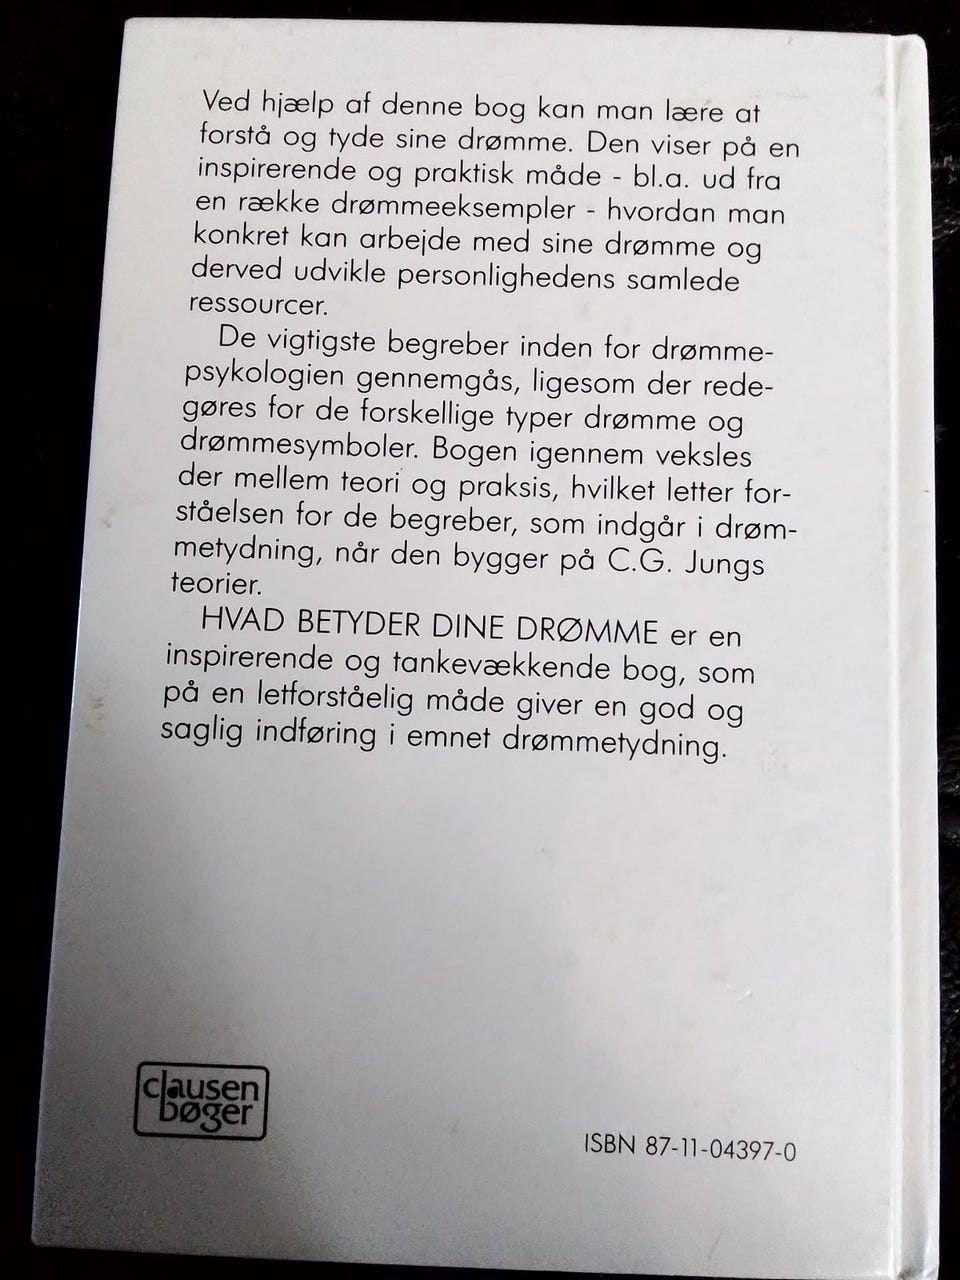 Ved hjælp af denne bog kan man lære at
forstå og tyde sine drømme. Den viser på en
inspirerende og praktisk måde - bl.a. ud fra
en række drømmeeksempler - hvordan man
konkret kan arbejde med sine drømme og
derved udvikle personlighedens samlede
ressourcer.
De vigtigste begreber inden for drømme-
psykologien gennemgås, ligesom der rede-
gøres for de forskellige typer drømme og
drømmesymboler. Bogen igennem veksles
der mellem teori og praksis, hvilket letter for-
ståelsen for de begreber, som indgår i drøm-
metydning, når den bygger på C.G. Jungs
teorier.
HVAD BETYDER DINE DRØMME er en
inspirerende og tankevækkende bog, som
på en letforståelig måde giver en god og
saglig indføring i emnet drømmetydning.
clausen
bøger
ISBN 87-11-04397-0